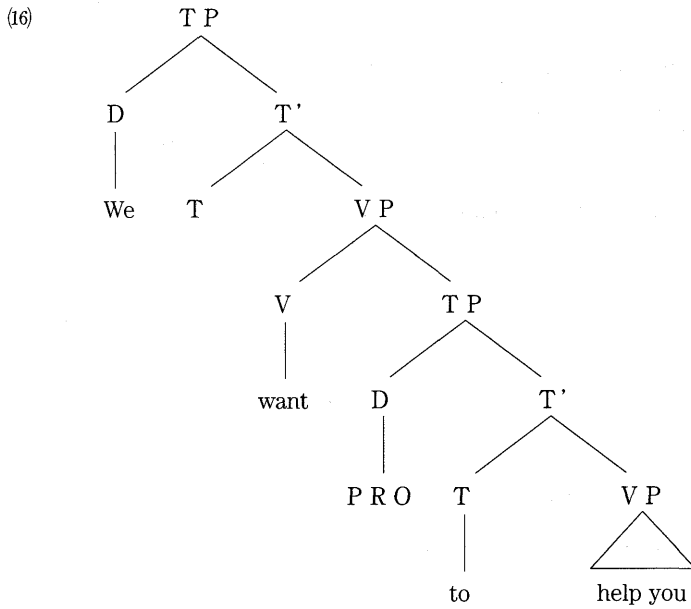 (16)
TP
D T'
We T VP
V TP
want D T'
PRO T VP
to help you